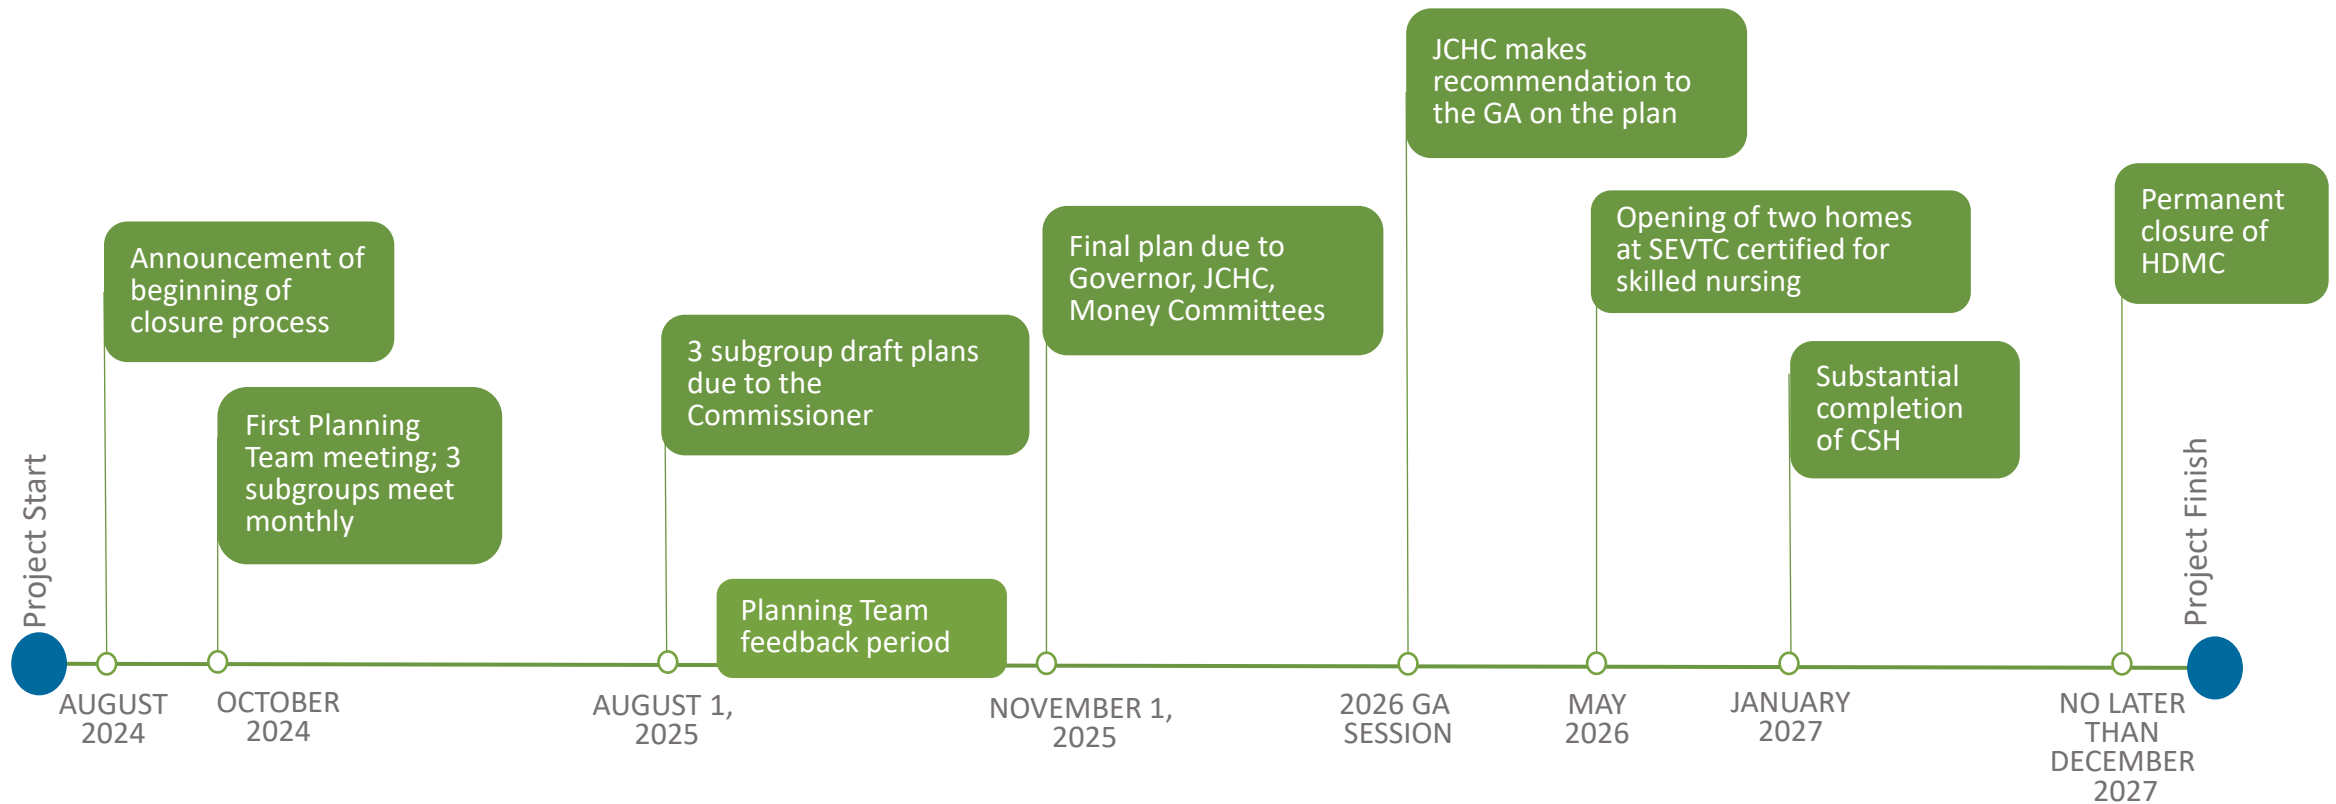 Project Start
Announcement of
beginning of
closure process
AUGUST
2024
First Planning
Team meeting; 3
subgroups meet
monthly
OCTOBER
2024
3 subgroup draft plans
due to the
Commissioner
AUGUST 1,
2025
Planning Team
feedback period
Final plan due to
Governor, JCHC,
Money Committees
NOVEMBER 1,
2025
JCHC makes
recommendation to
the GA on the plan
2026 GA
SESSION
Opening of two homes
at SEVTC certified for
skilled nursing
MAY
2026
Substantial
completion
of CSH
JANUARY
2027
Permanent
closure of
HDMC
NO LATER
THAN
DECEMBER
2027
Project Finish